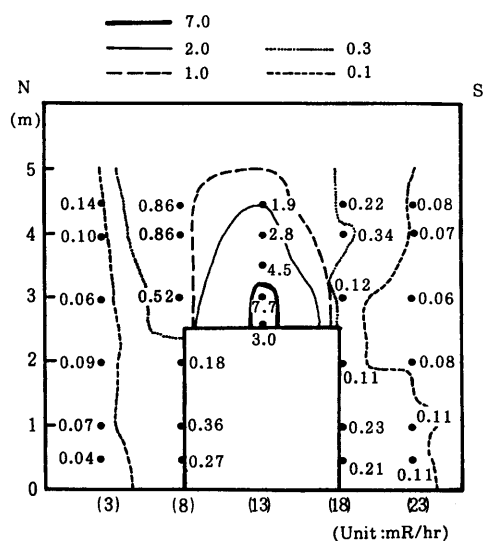 7.0
2.0 0.3
1.0 0.1
N S
(m)
5
0.14 0.86 1.9 0.22 0.08
4 0.10 0.86 2.8 0.34 0.07
4.5
3 0.06 0.52 7.7 0.12 0.06
3.0
2 0.09 0.18 0.11 0.08
1 0.07 0.36 0.23 0.11
0.04 0.27 0.21 0.11
0
(3) (8) (13) (18) (23)
(Unit:mR/hr)